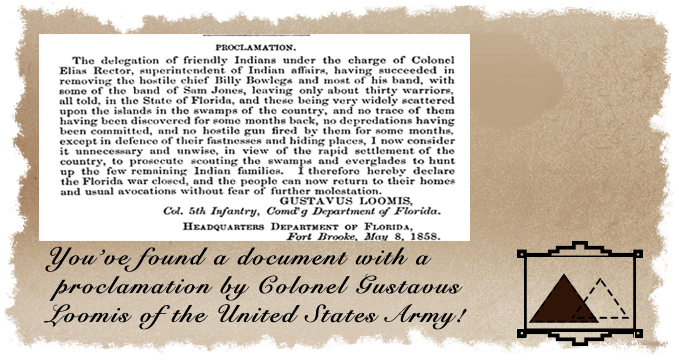 PROCLAMATION.
The delegation of friendly Indians under the charge of Colonel
Elias Rector, superintendent of Indian affairs, having succeeded in
removing the hostile chief Billy Bowlegs and most of his band, with
some of the band of Sam Jones, leaving only about thirty warriors,
all told, in the State of Florida, and these being very widely scattered
upon the islands in the swamps of the country, and no trace of them
having been discovered for some months back, no depredations having
been committed, and no hostile gun fired by them for some months,
except in defence of their fastnesses and hiding places, I now consider
it unnecessary and unwise, in view of the rapid settlement of the
country, to prosecute scouting the swamps and everglades to hunt
up the few remaining Indian families. I therefore hereby declare
the Florida war closed, and the people can now return to their homes
and usual avocations without fear of further molestation.
GUSTAVUS LOOMIS,
Col. 5th Infantry, Comd'g Department of Florida.
HEADQUARTERS DEPARTMENT OF FLORIDA,
Fort Brooke, May 8, 1858.
You've found a document with a
proclamation by Colonel Gustavus
Loomis of the United States Army!